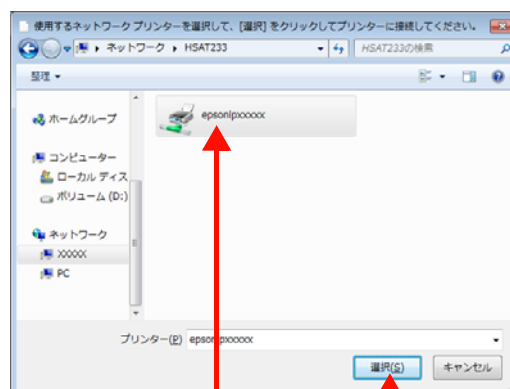 使用するネットワーク プリンターを選択して、[選択] をクリックしてプリンターに接続してください。
ネットワーク HSAT233
HSAT233の検索
整理
ホームグループ
epsonlpxxxxx
コンピューター
ローカル ディス
ボリューム (D:)
ネットワーク
XXXXX
PC
プリンター(P) epsonlpxxxxx
選択(S) キャンセル